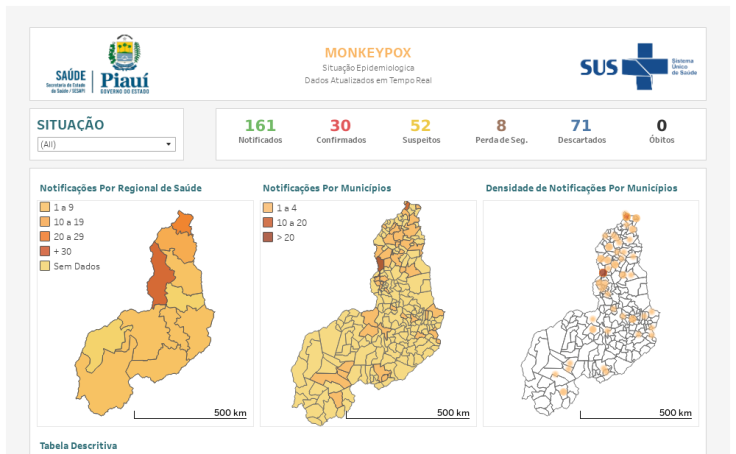 SAÚDE
Secretaria de Estado
da Saúde / SESAPI
Piauí
GOVERNO DO ESTADO
MONKEYPOX
Situação Epidemiologica
Dados Atualizados em Tempo Real
SUS
Sistema
Único
de Saúde
SITUAÇÃO
(All)
161 30 52 8 71 0
Notificados Confirmados Suspeitos Perda de Seg. Descartados Óbitos
Notificações Por Regional de Saúde
1 a 9
10 a 19
20 a 29
+ 30
Sem Dados
500 km
Notificações Por Municípios
1 a 4
10 a 20
> 20
500 km
Densidade de Notificações Por Municípios
500 km
Tabela Descritiva